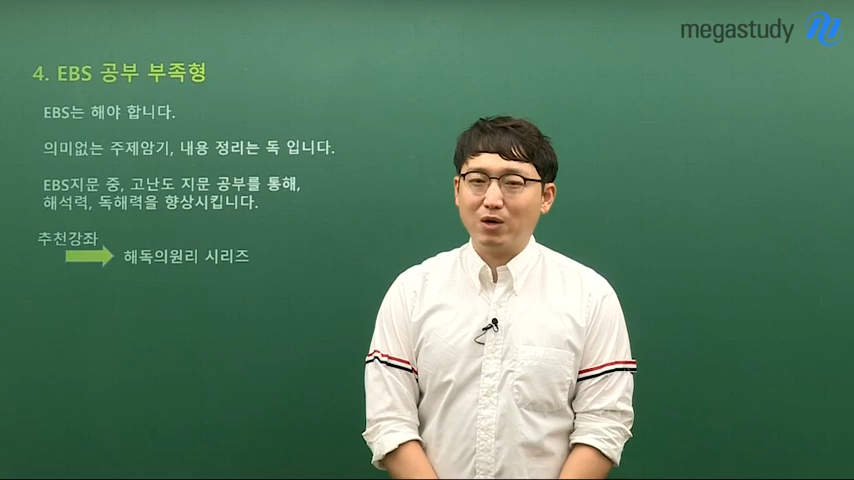 megastudy
4. EBS 공부 부족형
EBS는 해야 합니다.
의미없는 주제암기, 내용 정리는 독 입니다.
EBS지문 중, 고난도 지문 공부를 통해,
해석력, 독해력을 향상시킵니다.
추천강좌
해독의원리 시리즈